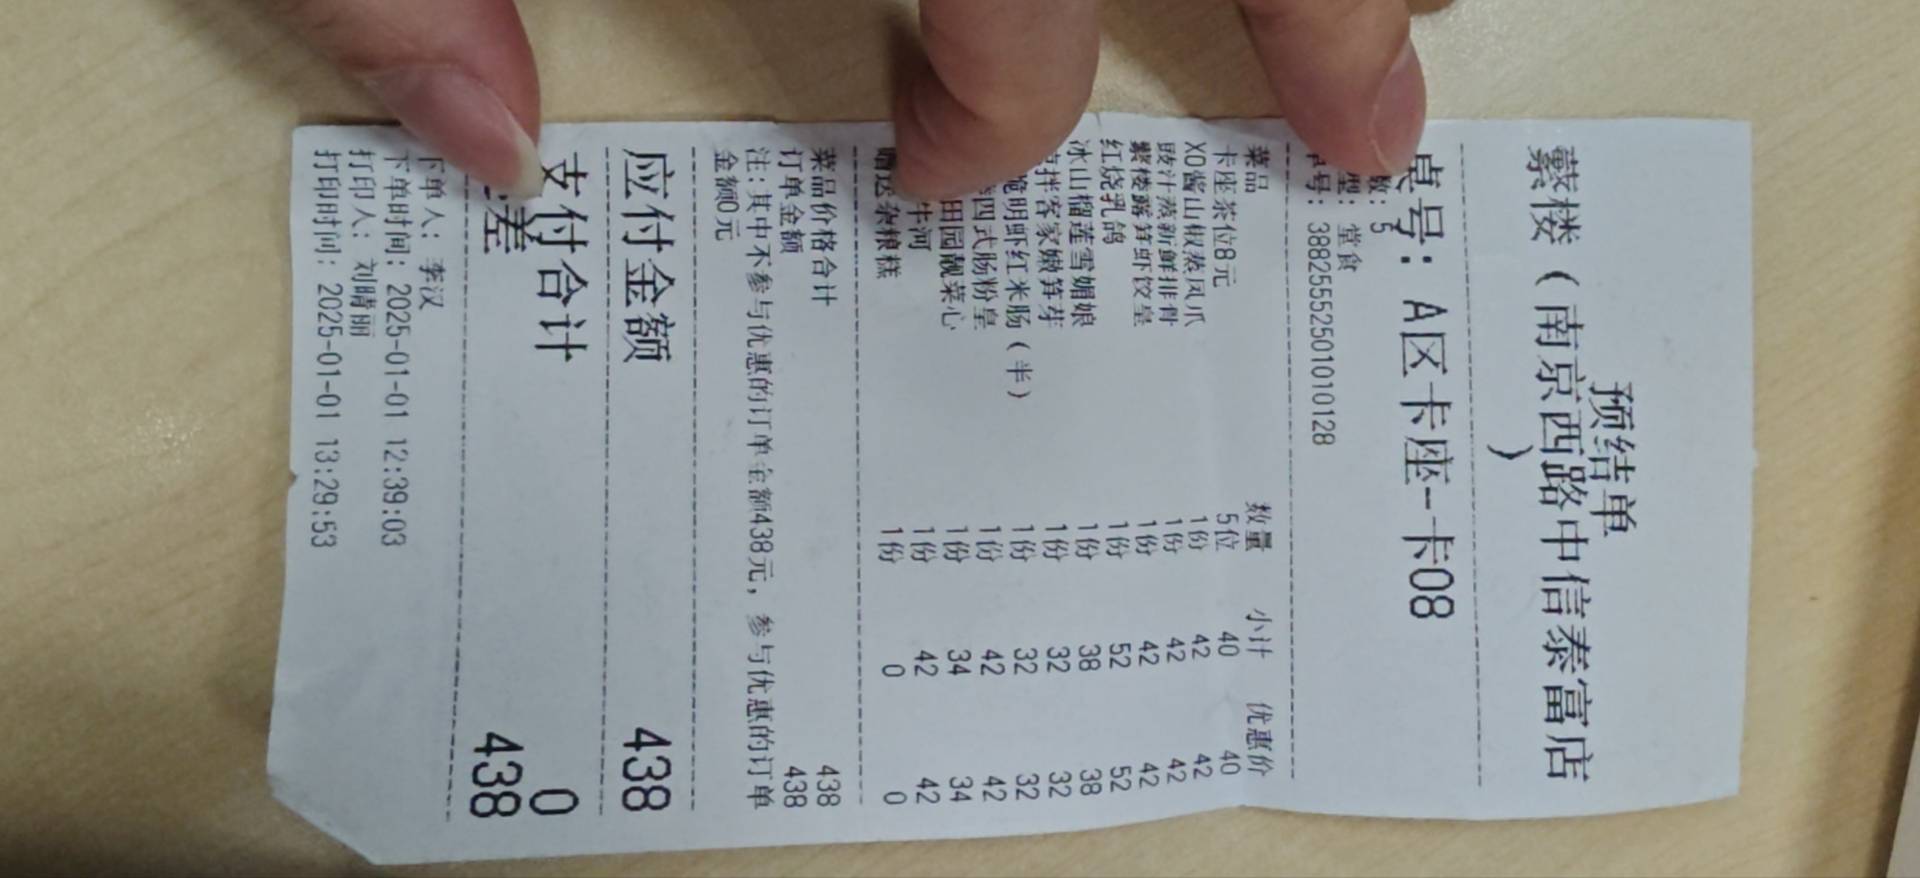 预结单
蘩楼（南京西路中信泰富店
）
桌号：A区卡座-卡08
数：5
型：堂食
号：3882555250101010128
菜品 数量 小计 优惠价
卡座茶位8元 5位 40 40
XO酱山椒蒸凤爪 1份 42 42
豉汁蒸新鲜排骨 1份 42 42
蘩楼露笋虾饺皇 1份 42 42
红烧乳鸽 1份 52 52
冰山榴莲雪媚娘 1份 38 38
拌客家嫩笋芽 1份 32 32
脆明虾红米肠（半） 1份 32 32
四式肠粉皇 1份 42 42
田园靓菜心 1份 34 34
牛河 1份 42 42
赠送杂粮糕 1份 0 0
菜品价格合计 438
订单金额 438
注：其中不参与优惠的订单金额438元，参与优惠的订单
金额0元
应付金额 438
支付合计 0
差 438
下单人：李汉
下单时间：2025-01-01 12:39:03
打印人：刘晴丽
打印时间：2025-01-01 13:29:53